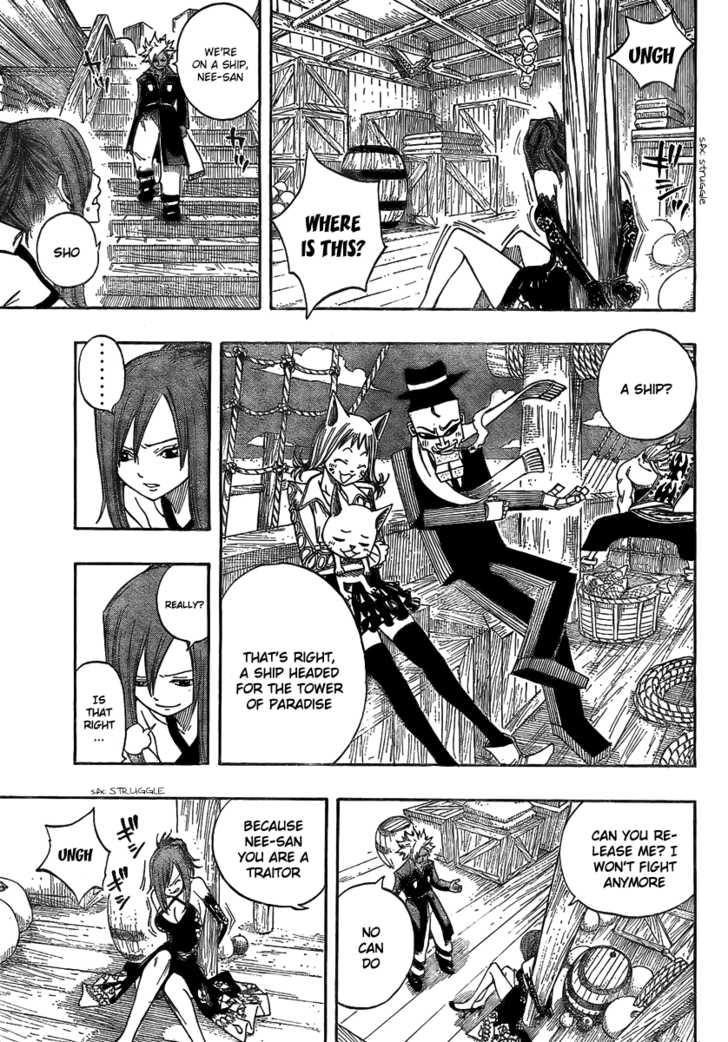 UNGH
SFX: STRUGGLE
WHERE
IS THIS?
WE'RE
ON A SHIP,
NEE-SAN
SHO
A SHIP?
THAT'S RIGHT,
A SHIP HEADED
FOR THE TOWER
OF PARADISE
......
REALLY?
IS
THAT
RIGHT
...
CAN YOU RE-
LEASE ME? I
WON'T FIGHT
ANYMORE
NO
CAN
DO
BECAUSE
NEE-SAN
YOU ARE A
TRAITOR
SFX: STRUGGLE
UNGH